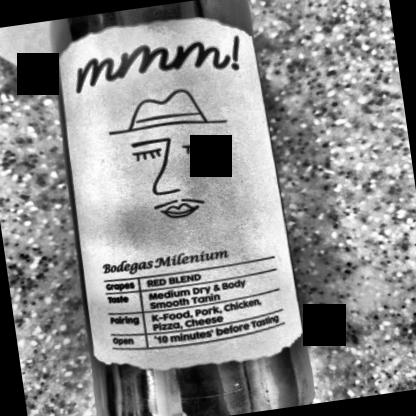 mmm!
Bodegas Milenium
Grapes RED BLEND
Taste Medium Dry & Body
Smooth Tanin
Pairing K-Food, Pork, Chicken,
Pizza, Cheese
Open '10 minutes' before Tasting